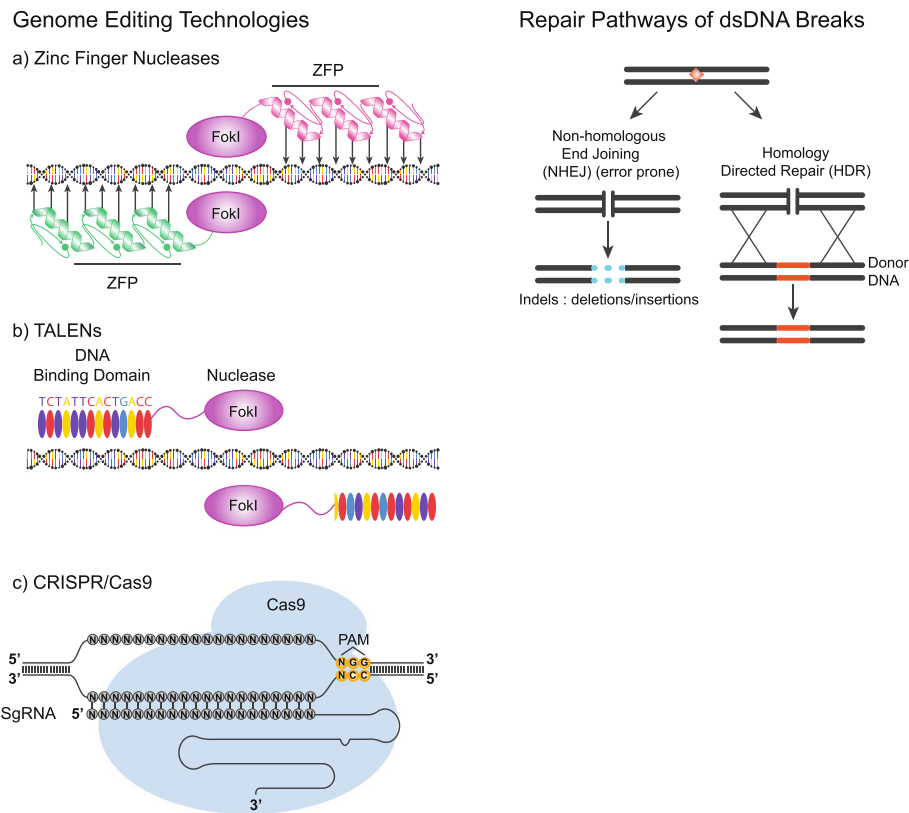 Genome Editing Technologies
a) Zinc Finger Nucleases
ZFP
FokI
FokI
ZFP
b) TALENs
DNA
Binding Domain
Nuclease
TCTATTCACTGACC
FokI
FokI
c) CRISPR/Cas9
Cas9
NNNNNNNNNNNNNNNNNNNN
PAM
5’
3’
NGG
NCC
3’
5’
NNNNNNNNNNNNNNNNNNNN
SgRNA
5’
NNNNNNNNNNNNNNNNNNNN
3’
Repair Pathways of dsDNA Breaks
Non-homologous
End Joining
(NHEJ) (error prone)
Homology
Directed Repair (HDR)
Donor
DNA
Indels : deletions/insertions